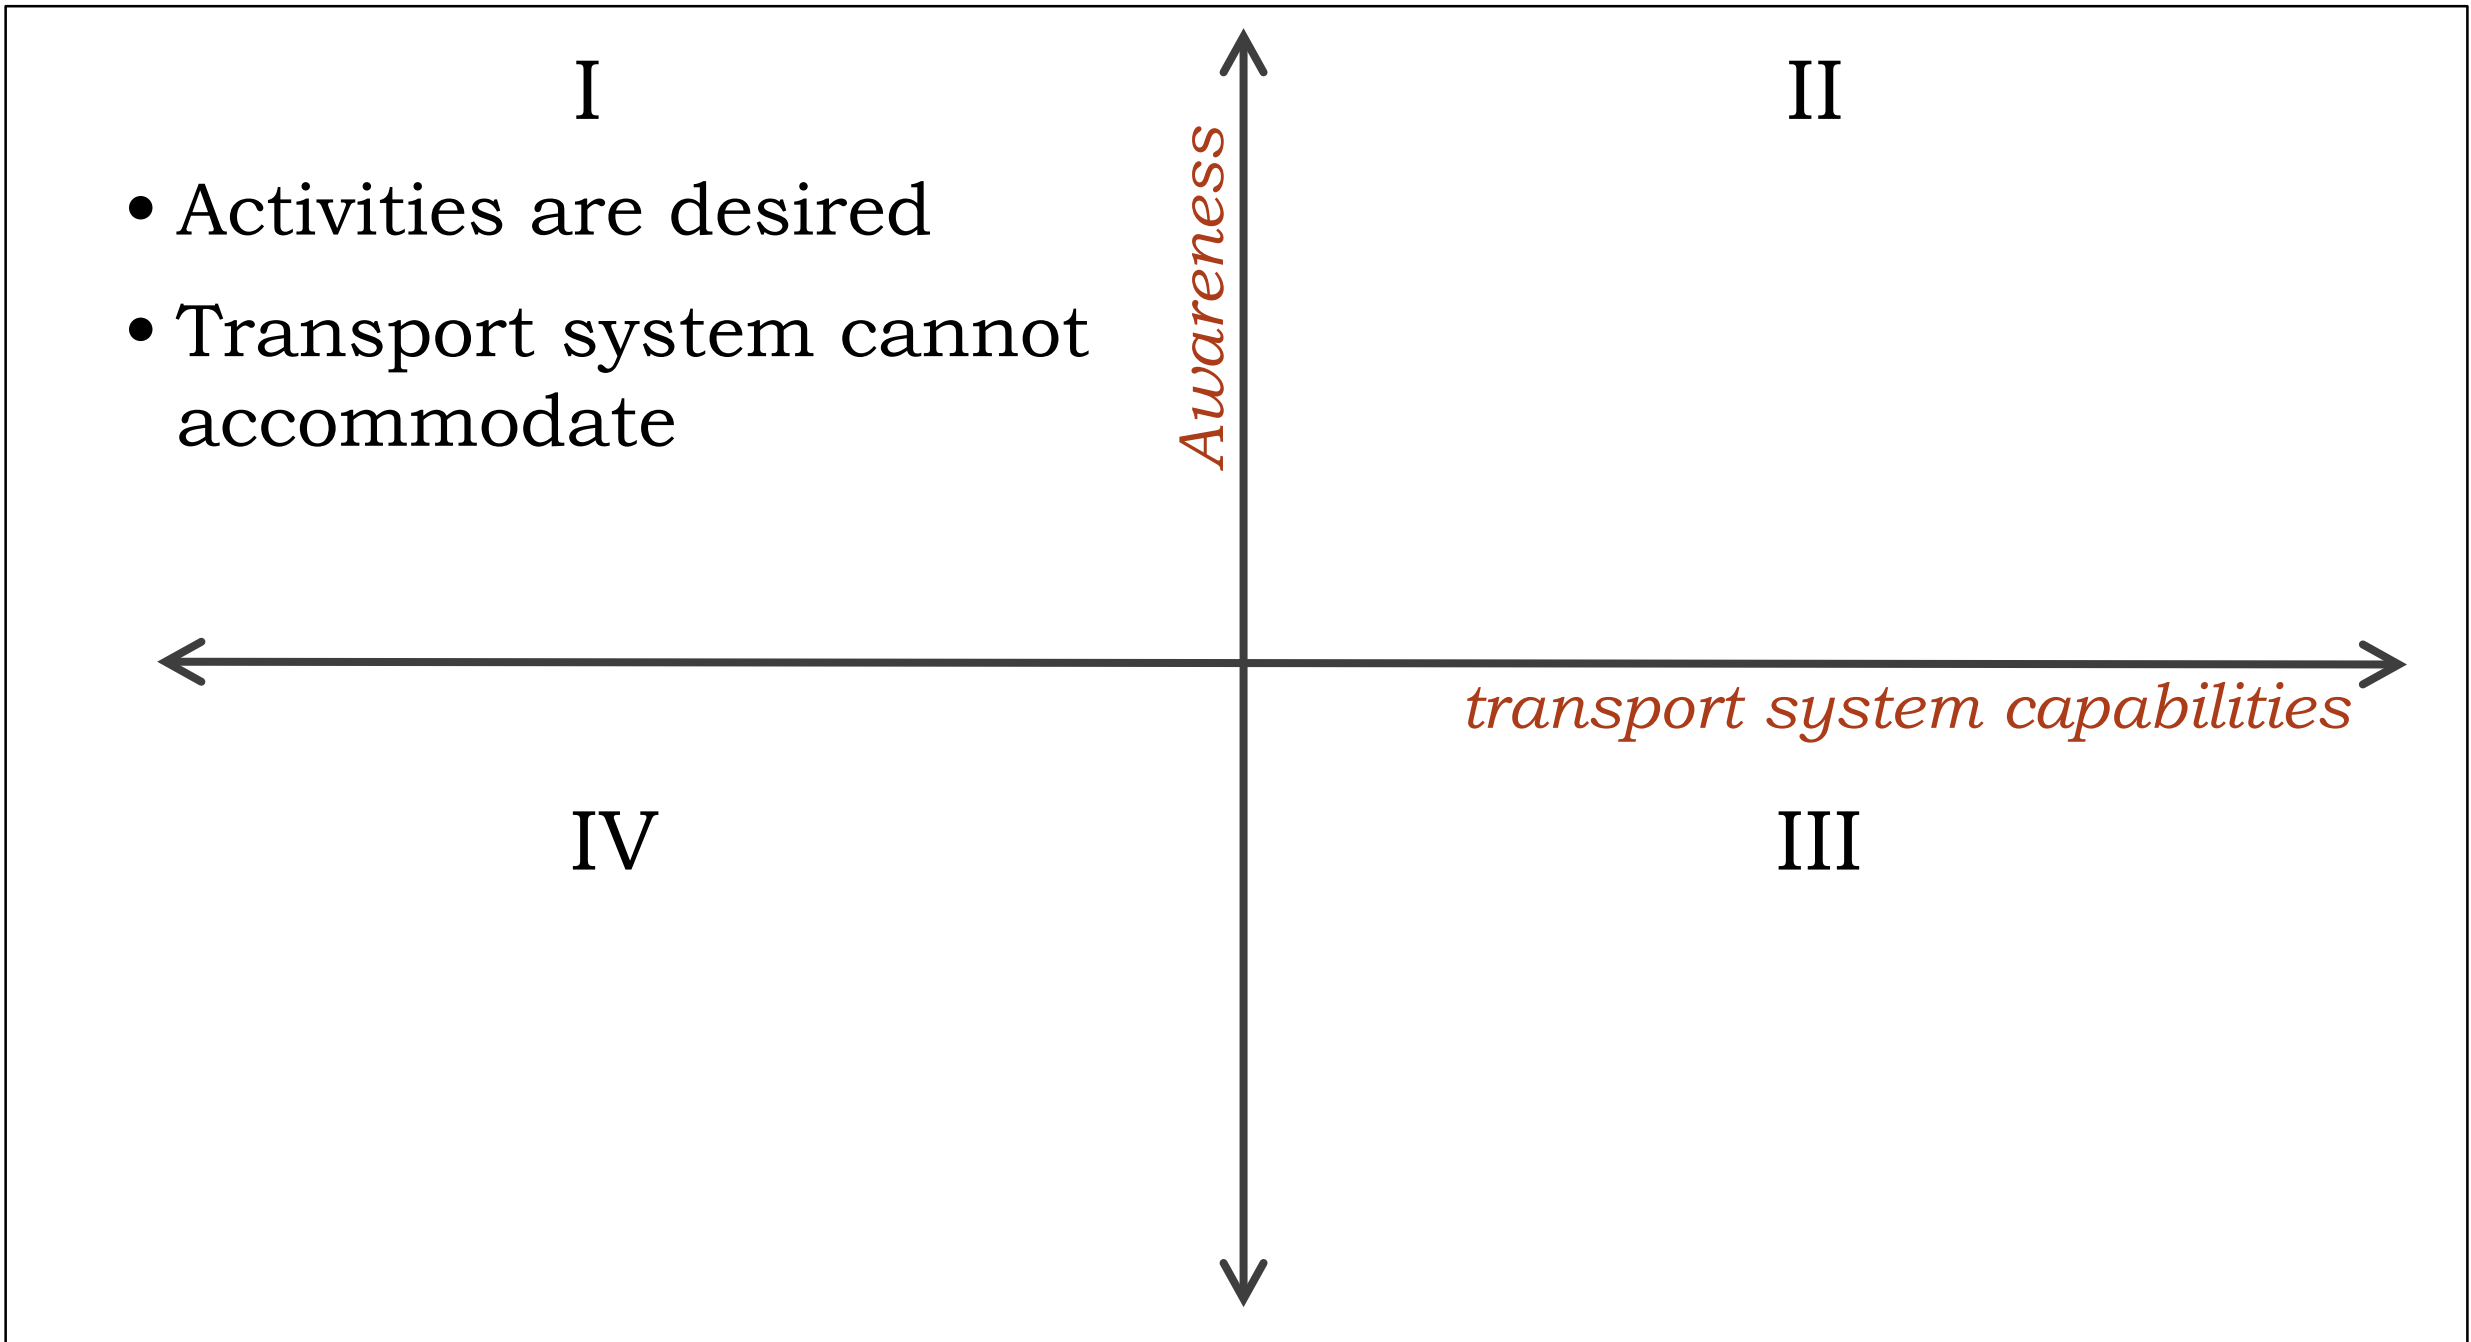 I
• Activities are desired
• Transport system cannot
accommodate
Awareness
II
transport system capabilities
IV
III